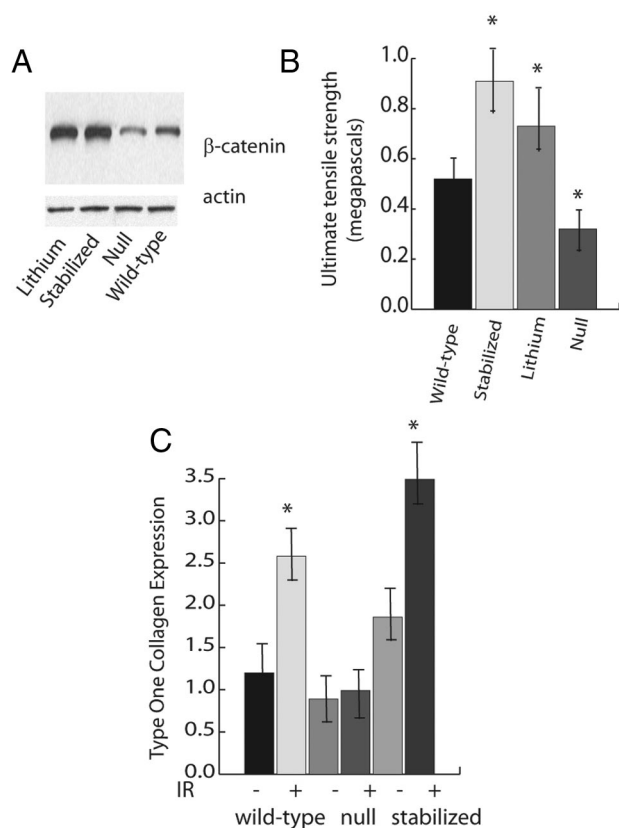 A
β-catenin
actin
Lithium
Stabilized
Null
Wild-type
B
*
*
*
Ultimate tensile strength
(megapascals)
1.0
0.8
0.6
0.4
0.2
0.0
Wild-type
Stabilized
Lithium
Null
C
*
*
Type One Collagen Expression
3.5
3.0
2.5
2.0
1.5
1.0
0.5
0.0
IR - + - + - +
wild-type null stabilized